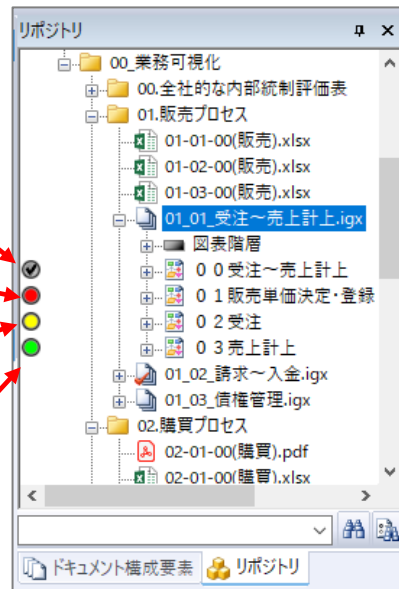 リポジトリ
00_業務可視化
00.全社的な内部統制評価表
01.販売プロセス
01-01-00(販売).xlsx
01-02-00(販売).xlsx
01-03-00(販売).xlsx
01_01_受注～売上計上.igx
図表階層
００受注～売上計上
０１販売単価決定・登録
０２受注
０３売上計上
01_02_請求～入金.igx
01_03_債権管理.igx
02.購買プロセス
02-01-00(購買).pdf
02-01-00(購買).xlsx
ドキュメント構成要素
リポジトリ